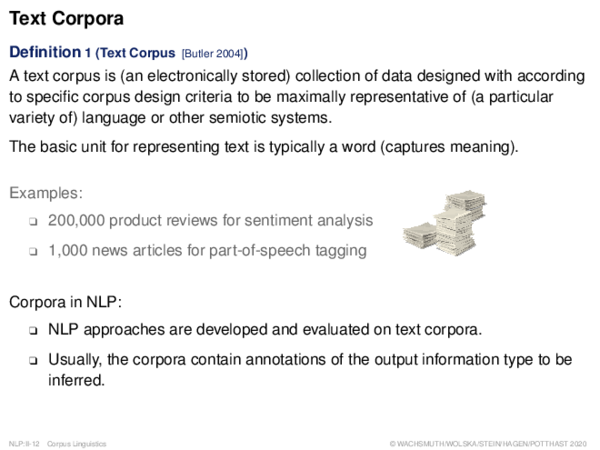 Text Corpora
Definition 1 (Text Corpus [Butler 2004])
A text corpus is (an electronically stored) collection of data designed with according
to specific corpus design criteria to be maximally representative of (a particular
variety of) language or other semiotic systems.
The basic unit for representing text is typically a word (captures meaning).
Examples:
❏ 200,000 product reviews for sentiment analysis
❏ 1,000 news articles for part-of-speech tagging
Corpora in NLP:
❏ NLP approaches are developed and evaluated on text corpora.
❏ Usually, the corpora contain annotations of the output information type to be
inferred.
NLP:II-12 Corpus Linguistics © WACHSMUTH/WOLSKA/STEIN/HAGEN/POTTHAST 2020